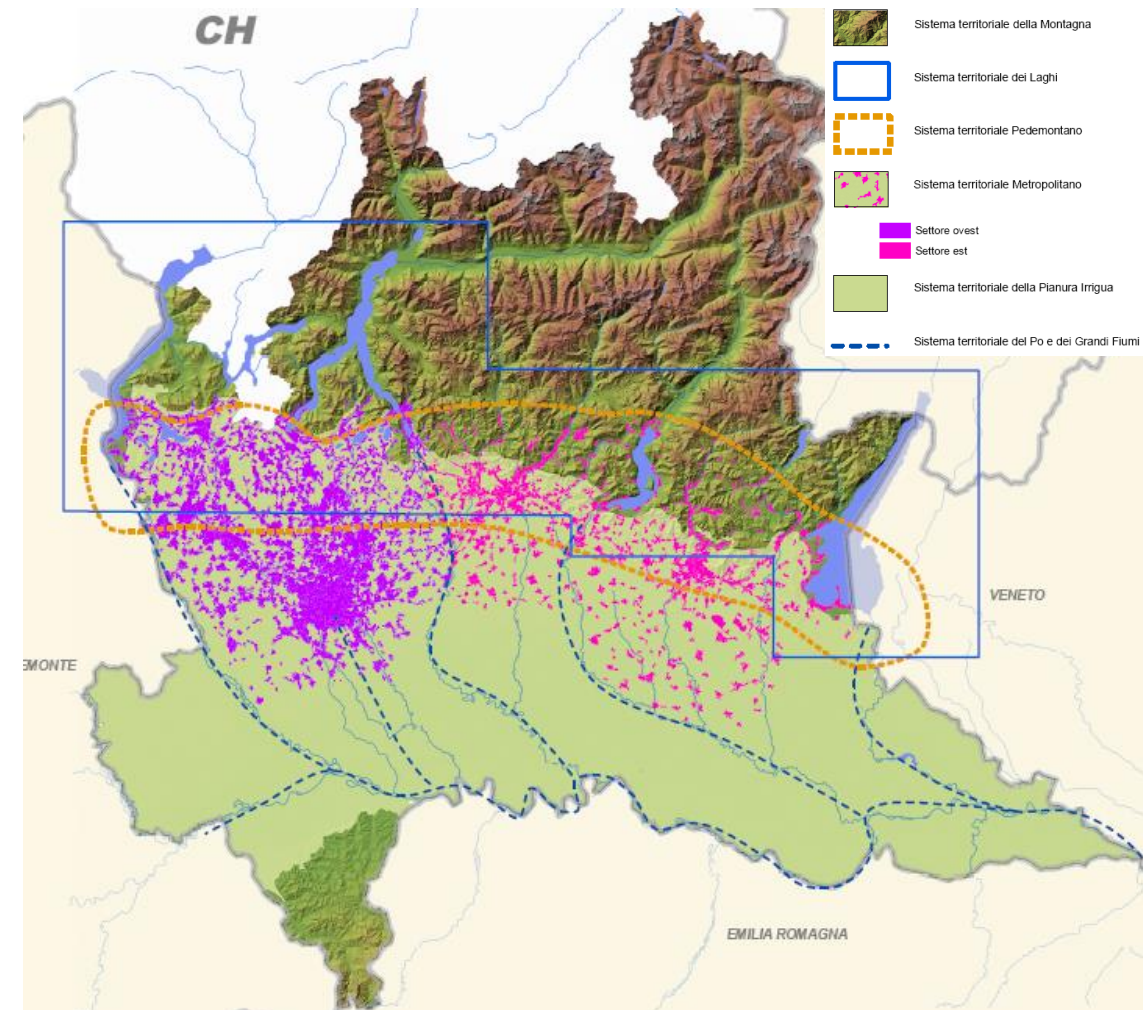 CH
Sistema territoriale della Montagna
Sistema territoriale dei Laghi
Sistema territoriale Pedemontano
Sistema territoriale Metropolitano
Settore ovest
Settore est
Sistema territoriale della Pianura Irrigua
Sistema territoriale del Po e dei Grandi Fiumi
VENETO
EMONTE
EMILIA ROMAGNA